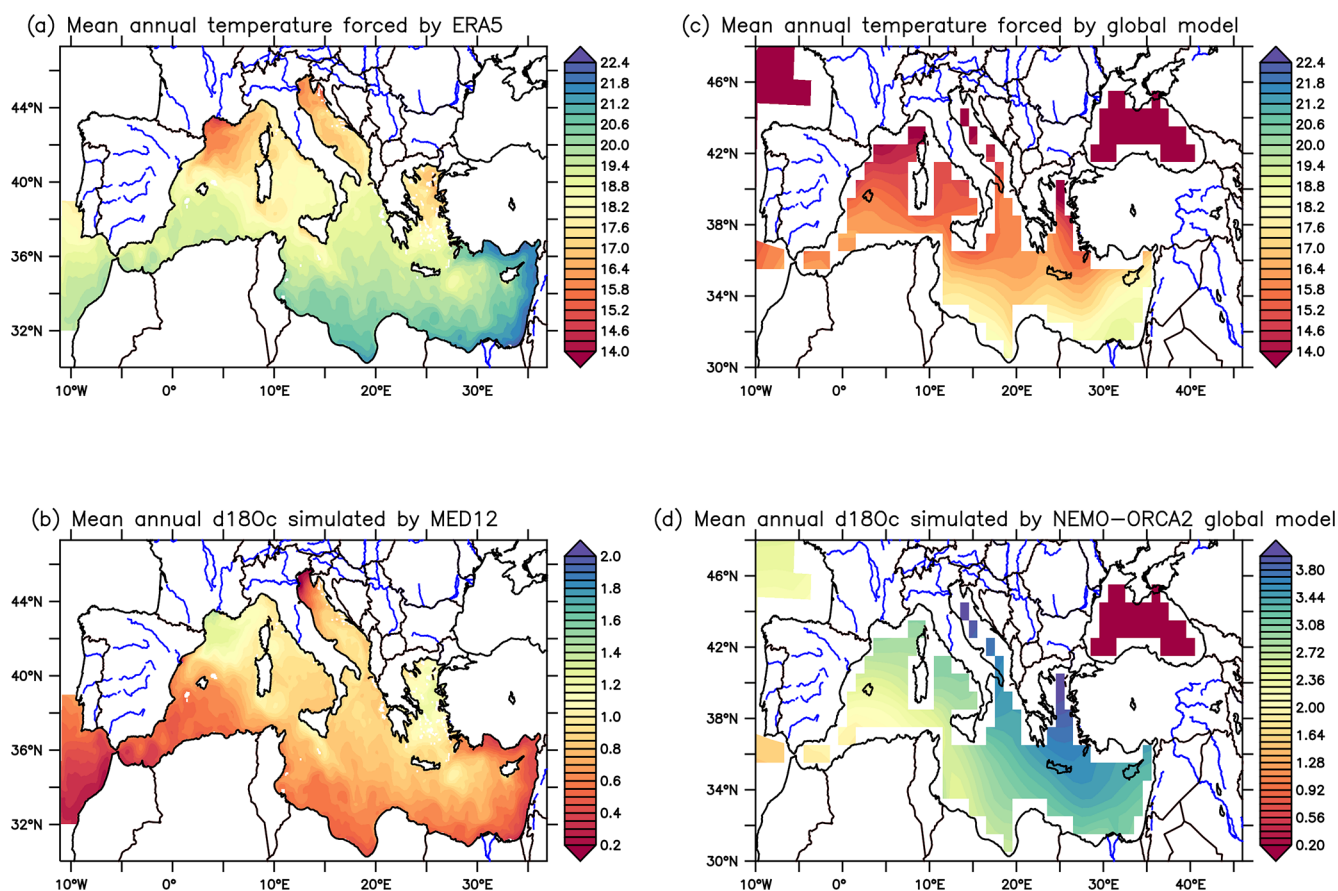 (a) Mean annual temperature forced by ERA5
44°N
40°N
36°N
32°N
10°W 0° 10°E 20°E 30°E
22.4
21.8
21.2
20.6
20.0
19.4
18.8
18.2
17.6
17.0
16.4
15.8
15.2
14.6
14.0
(c) Mean annual temperature forced by global model
46°N
42°N
38°N
34°N
30°N
10°W 0° 10°E 20°E 30°E 40°E
22.4
21.8
21.2
20.6
20.0
19.4
18.8
18.2
17.6
17.0
16.4
15.8
15.2
14.6
14.0
(b) Mean annual d18Oc simulated by MED12
44°N
40°N
36°N
32°N
10°W 0° 10°E 20°E 30°E
2.0
1.8
1.6
1.4
1.2
1.0
0.8
0.6
0.4
0.2
(d) Mean annual d18Oc simulated by NEMO-ORCA2 global model
46°N
42°N
38°N
34°N
30°N
10°W 0° 10°E 20°E 30°E 40°E
3.80
3.44
3.08
2.72
2.36
2.00
1.64
1.28
0.92
0.56
0.20